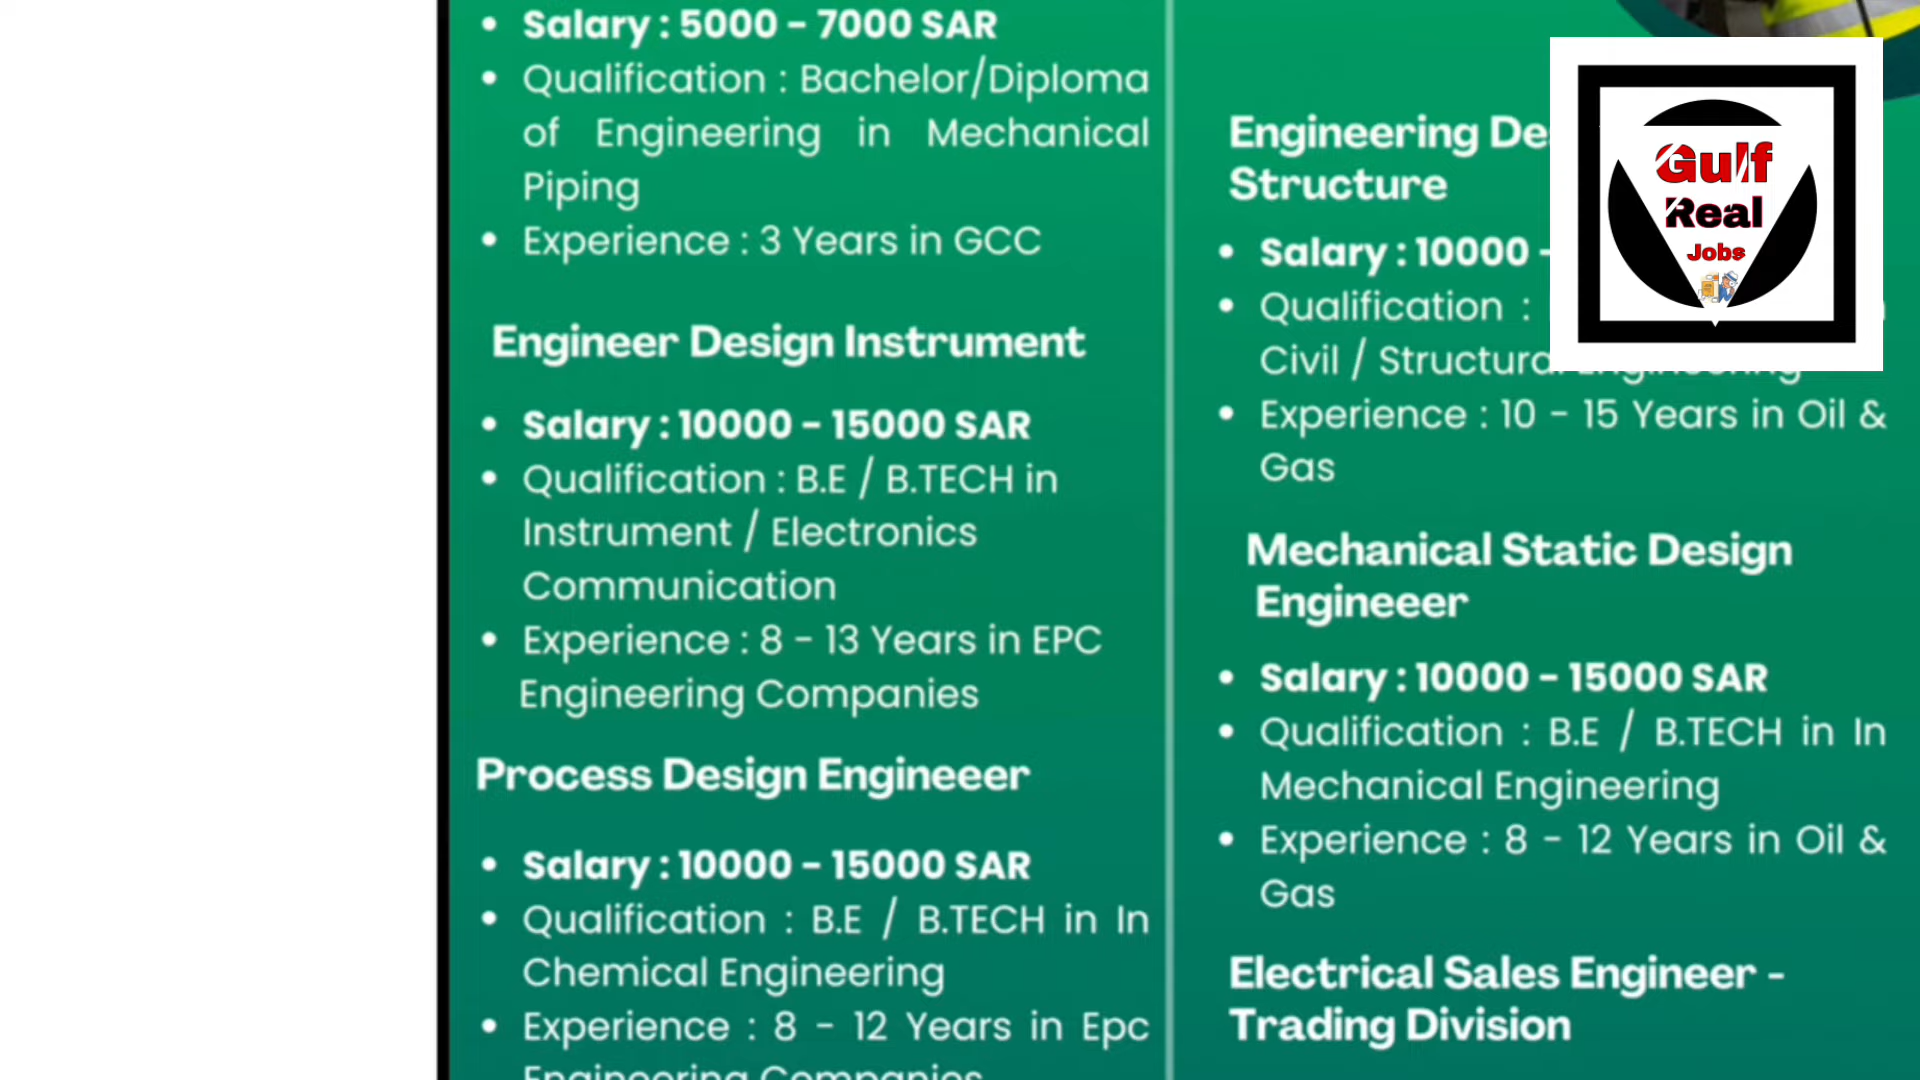 • Salary : 5000 – 7000 SAR
• Qualification : Bachelor/Diploma
of Engineering in Mechanical
Piping
• Experience : 3 Years in GCC
Engineer Design Instrument
• Salary : 10000 – 15000 SAR
• Qualification : B.E / B.TECH in
Instrument / Electronics
Communication
• Experience : 8 – 13 Years in EPC
Engineering Companies
Process Design Engineeer
• Salary : 10000 – 15000 SAR
• Qualification : B.E / B.TECH in In
Chemical Engineering
• Experience : 8 – 12 Years in Epc
Engineering Companies
Engineering
Structure
• Salary : 10000 –
• Qualification :
Civil / Structural Engineering
• Experience : 10 – 15 Years in Oil &
Gas
Mechanical Static Design
Engineeer
• Salary : 10000 – 15000 SAR
• Qualification : B.E / B.TECH in In
Mechanical Engineering
• Experience : 8 – 12 Years in Oil &
Gas
Electrical Sales Engineer -
Trading Division
Gulf
Real
Jobs